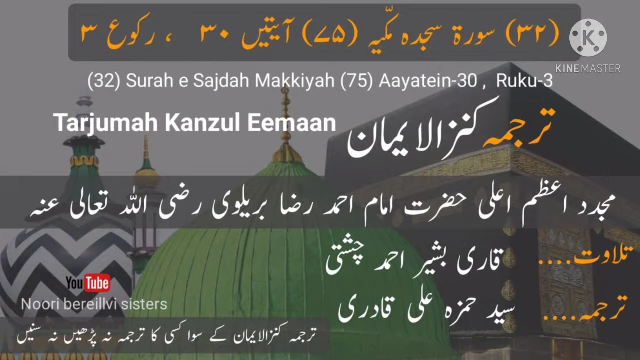 (۳۲) سورۃ سجدہ مکّیہ (۷۵) آیتیں ۳۰ ، رکوع ۳
KINEMASTER
(32) Surah e Sajdah Makkiyah (75) Aayatein-30 , Ruku-3
Tarjumah Kanzul Eemaan ترجمہ کنزالایمان
مجدد اعظم اعلی حضرت امام احمد رضا بریلوی رضی اللہ تعالی عنہ
تلاوت.... قاری بشیر احمد چشتی
YouTube
Noori bereillvi sisters
ترجمہ.... سید حمزہ علی قادری
ترجمہ کنزالایمان کے سوا کسی کا ترجمہ نہ پڑھیں نہ سنیں